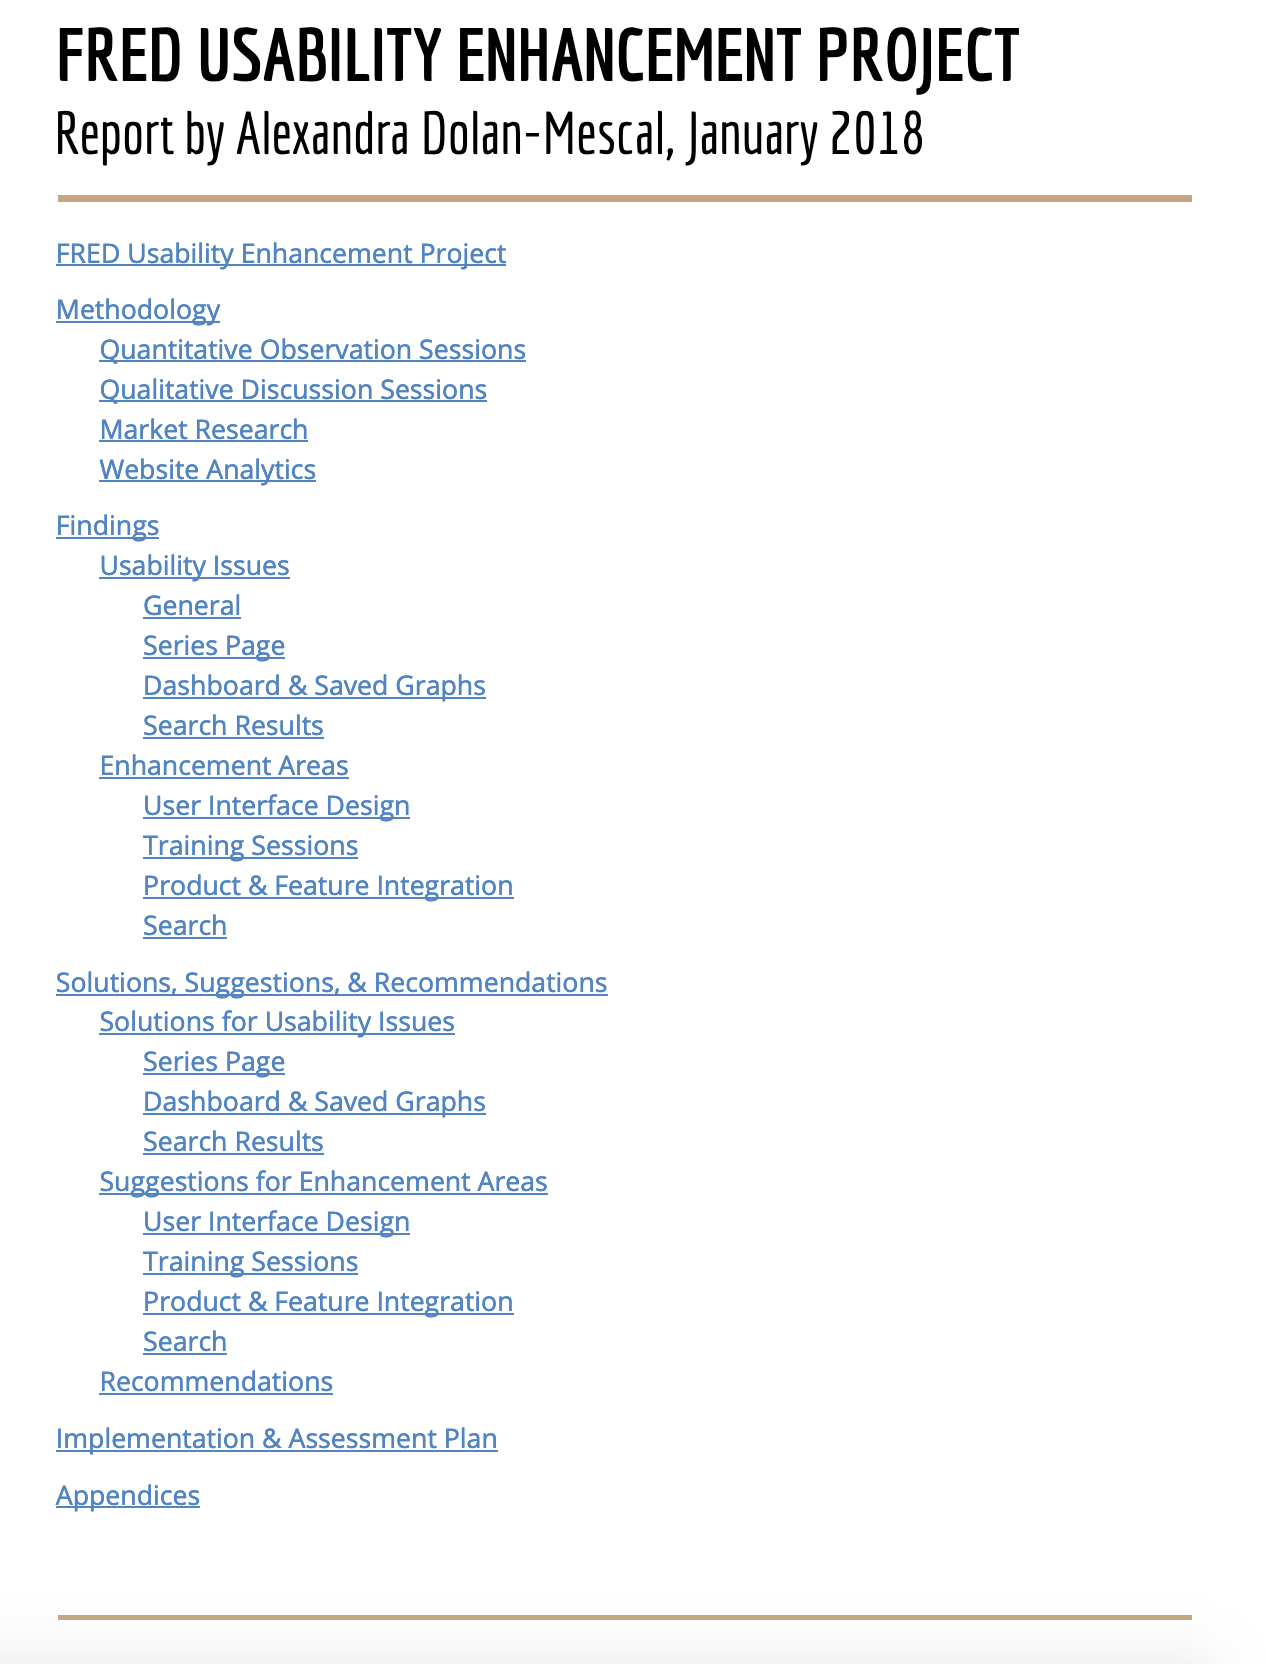 FRED USABILITY ENHANCEMENT PROJECT
Report by Alexandra Dolan-Mescal, January 2018
FRED Usability Enhancement Project
Methodology
Quantitative Observation Sessions
Qualitative Discussion Sessions
Market Research
Website Analytics
Findings
Usability Issues
General
Series Page
Dashboard & Saved Graphs
Search Results
Enhancement Areas
User Interface Design
Training Sessions
Product & Feature Integration
Search
Solutions, Suggestions, & Recommendations
Solutions for Usability Issues
Series Page
Dashboard & Saved Graphs
Search Results
Suggestions for Enhancement Areas
User Interface Design
Training Sessions
Product & Feature Integration
Search
Recommendations
Implementation & Assessment Plan
Appendices